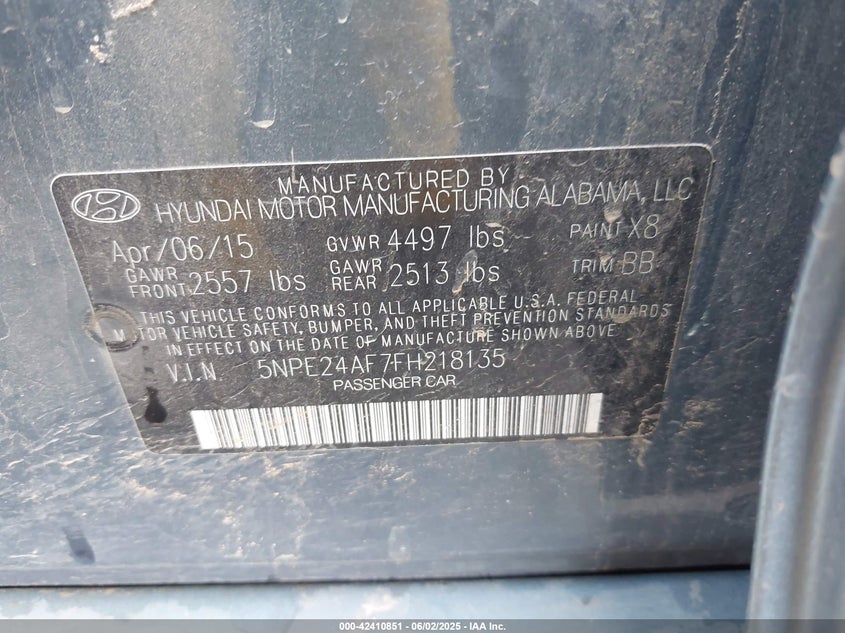 MANUFACTURED BY
HYUNDAI MOTOR MANUFACTURING ALABAMA, LLC
Apr/06/15 GVWR 4497 lbs PAINT X8
GAWR FRONT 2557 lbs GAWR REAR 2513 lbs TRIM BB
THIS VEHICLE CONFORMS TO ALL APPLICABLE U.S.A. FEDERAL
MOTOR VEHICLE SAFETY, BUMPER, AND THEFT PREVENTION STANDARDS
IN EFFECT ON THE DATE OF MANUFACTURE SHOWN ABOVE.
V.I.N. 5NPE24AF7FH218135
PASSENGER CAR
000-42410851 - 06/02/2025 - IAA Inc.